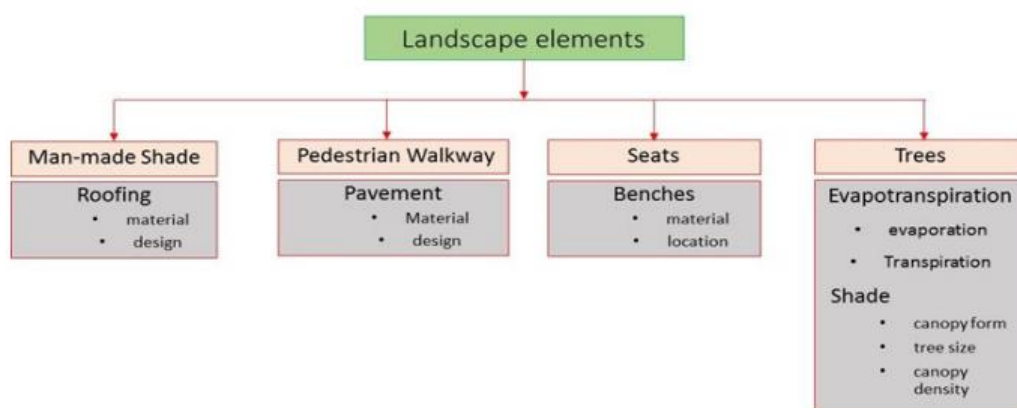 Landscape elements
Man-made Shade
Roofing
• material
• design
Pedestrian Walkway
Pavement
• Material
• design
Seats
Benches
• material
• location
Trees
Evapotranspiration
• evaporation
• Transpiration
Shade
• canopy form
• tree size
• canopy
density